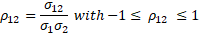 ρ₁₂ = σ₁₂ / σ₁σ₂ with −1 ≤ ρ₁₂ ≤ 1